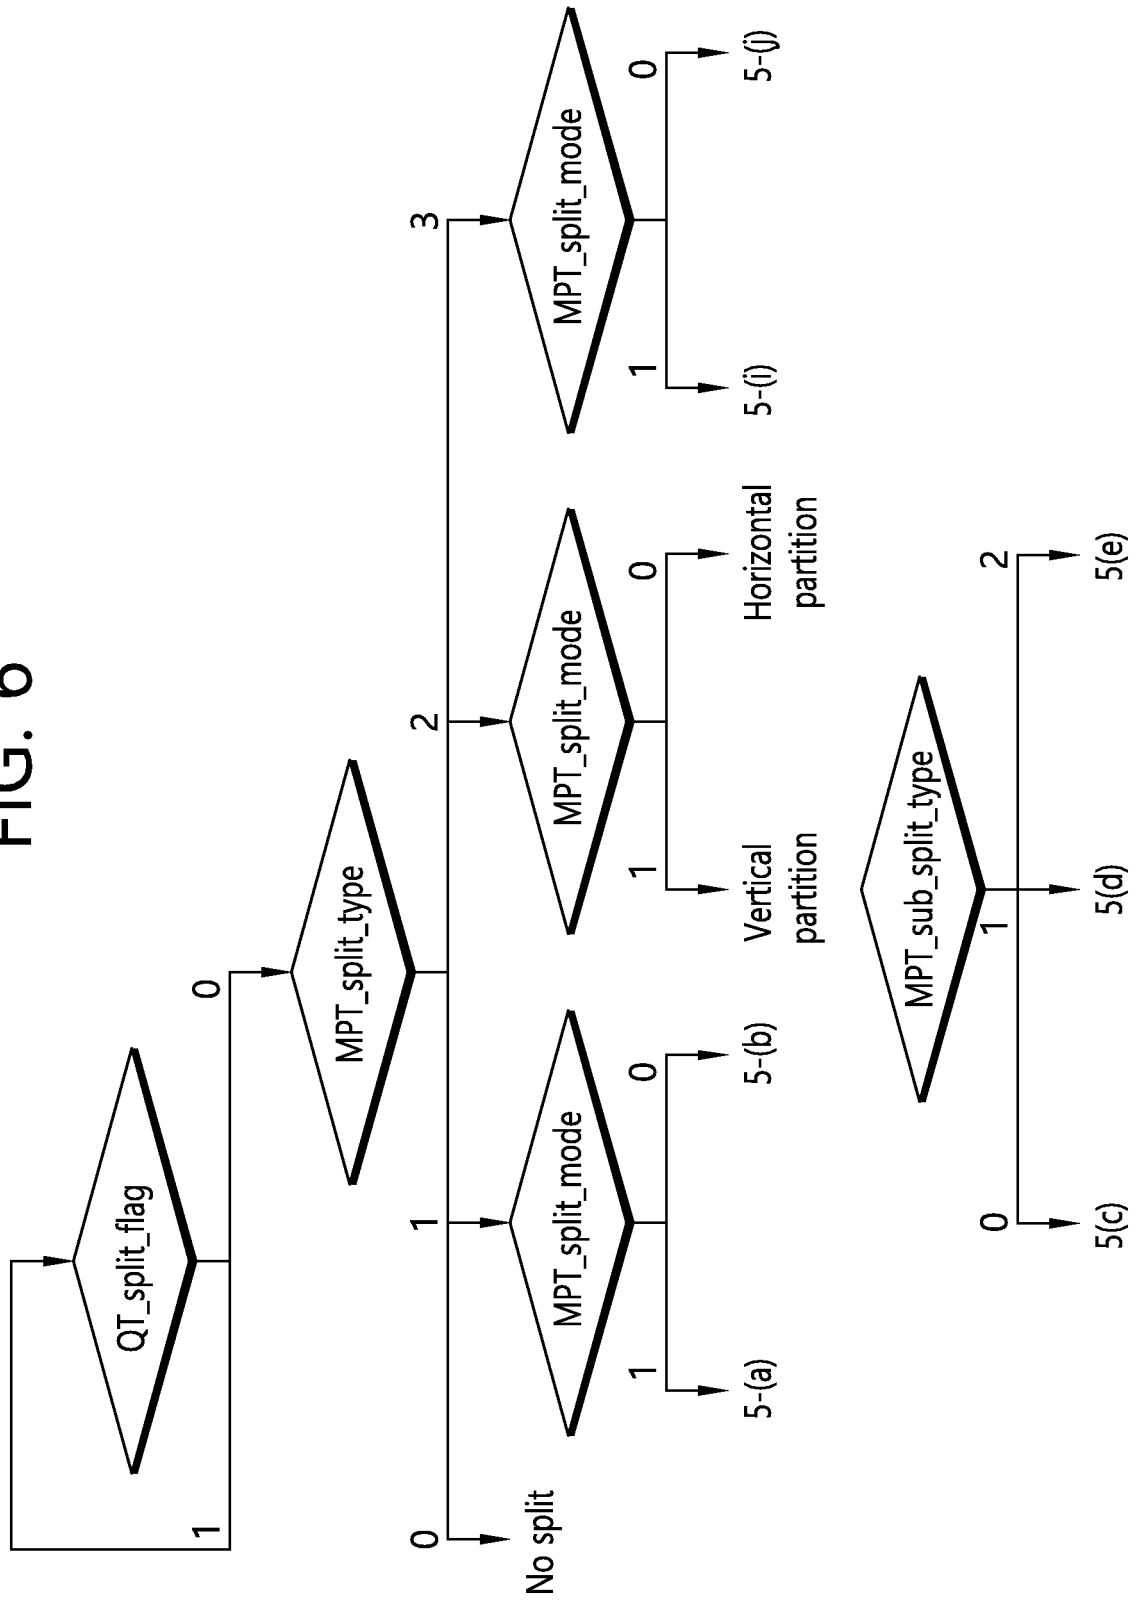 FIG. 6
QT_split_flag
1
0
MPT_split_type
0
1
2
3
No split
MPT_split_mode
MPT_split_mode
MPT_split_mode
1
0
1
0
1
0
5-(a)
5-(b)
Vertical
partition
Horizontal
partition
5-(i)
5-(j)
MPT_sub_split_type
0
1
2
5(c)
5(d)
5(e)